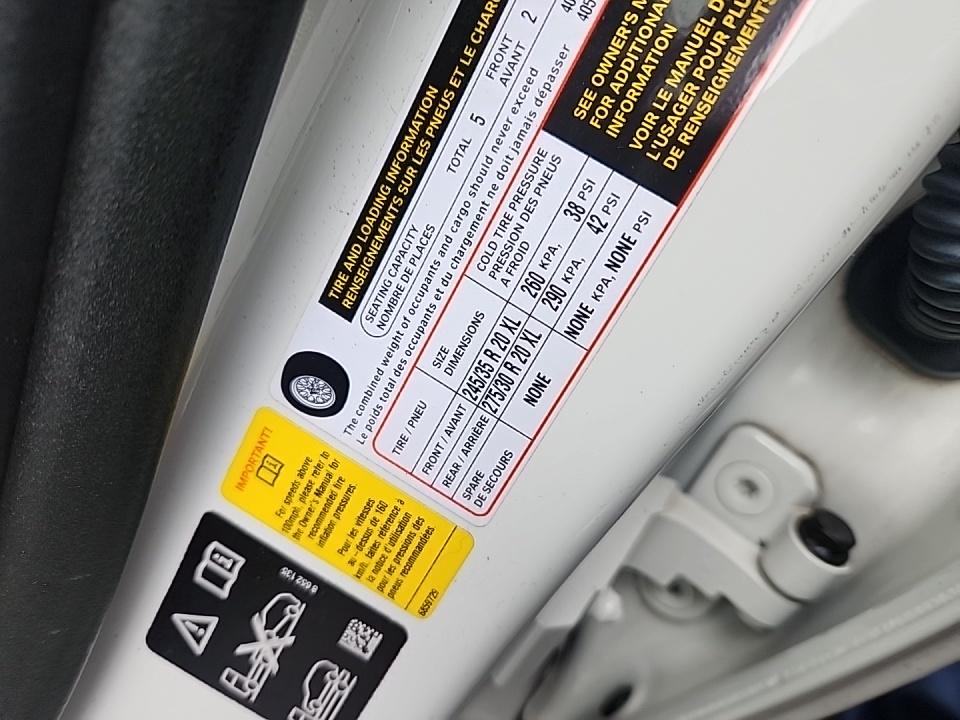 TIRE AND LOADING INFORMATION
RENSEIGNEMENTS SUR LES PNEUS ET LE
SEATING CAPACITY
NOMBRE DE PLACES
TOTAL 5
FRONT
AVANT 2
The combined weight of occupants and cargo should never exceed
Le poids total des occupants et du chargement ne doit jamais dépasser
TIRE / PNEU
SIZE
DIMENSIONS
COLD TIRE PRESSURE
PRESSION DES PNEUS
A FROID
FRONT / AVANT 245/35 R 20 XL 260 KPA, 38 PSI
REAR / ARRIÈRE 275/30 R 20 XL 290 KPA, 42 PSI
SPARE
DE SECOURS
NONE NONE KPA, NONE PSI
SEE OWNER'S
FOR ADDITIONAL
INFORMATION
VOIR LE MANUEL
L'USAGER POUR
DE RENSEIGNEMENTS
IMPORTANT!
For speeds above
100mph, please refer to
the Owner's Manual for
recommended tire
inflation pressures.
Pour les vitesses
au-dessus de 160
km/h, faites référence à
la notice d'utilisation
pour les pressions des
pneus recommandées.